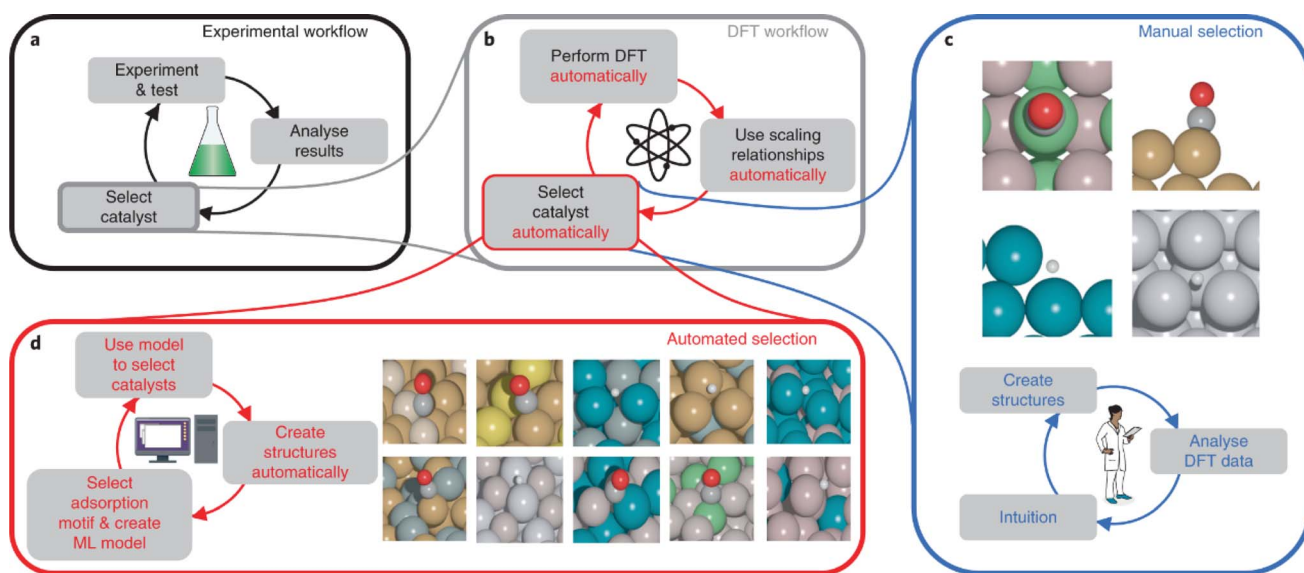 a
Experimental workflow
Experiment
& test
Analyse
results
Select
catalyst
b
DFT workflow
Perform DFT
automatically
Use scaling
relationships
automatically
Select
catalyst
automatically
c
Manual selection
Create
structures
Analyse
DFT data
Intuition
d
Automated selection
Use model
to select
catalysts
Create
structures
automatically
Select
adsorption
motif & create
ML model